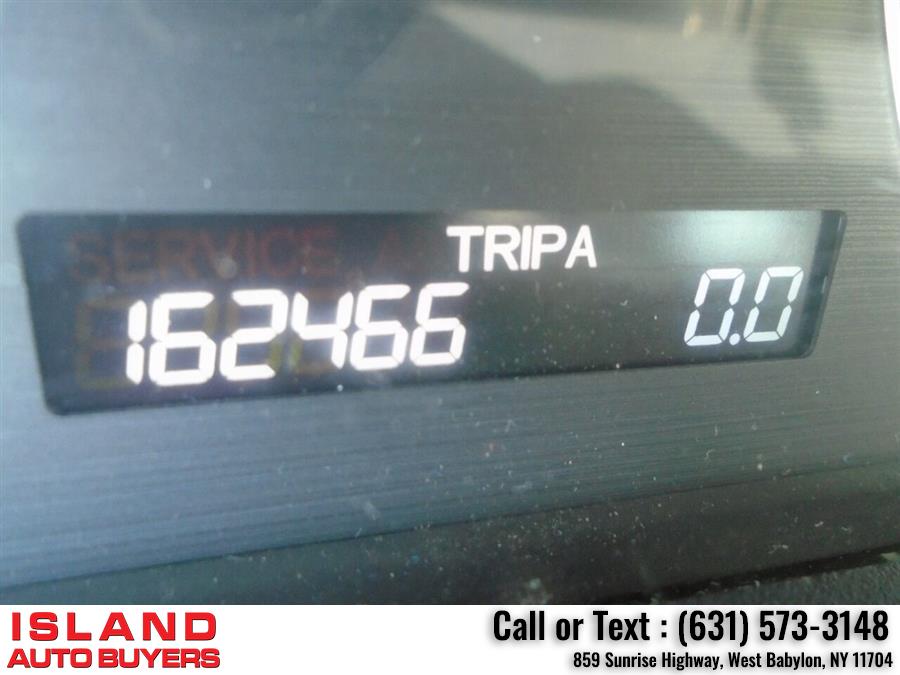 SERVICE
TRIP A
162466 0.0
ISLAND
AUTO BUYERS
Call or Text : (631) 573-3148
859 Sunrise Highway, West Babylon, NY 11704